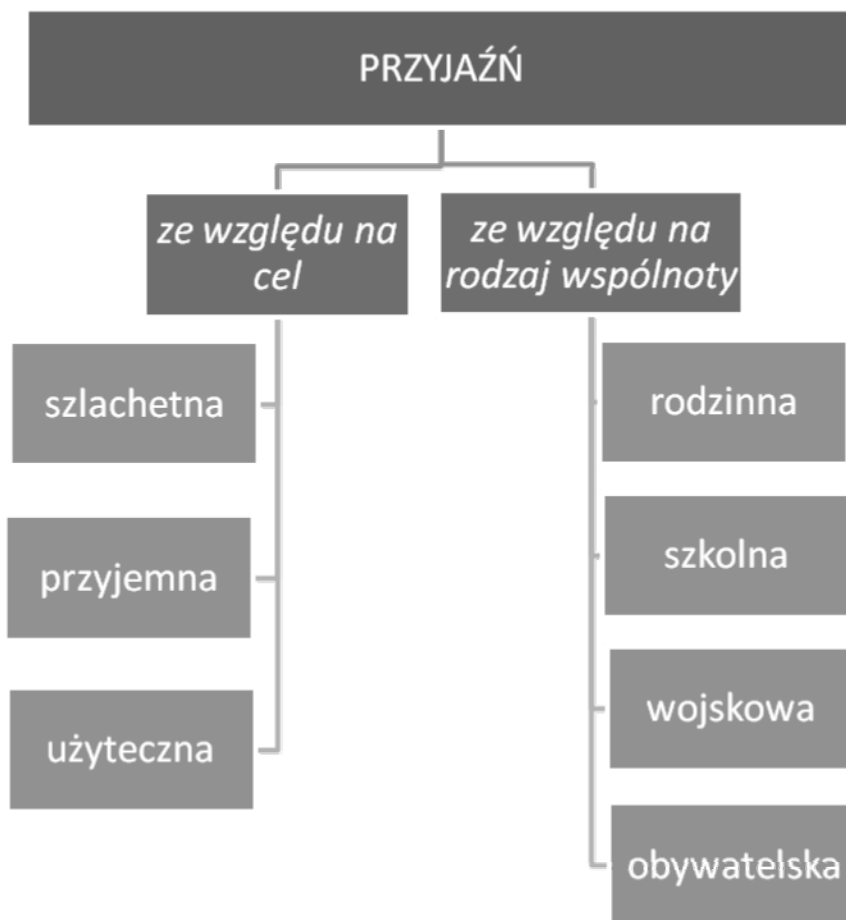 PRZYJAŹŃ
ze względu na
cel
szlachetna
przyjemna
użyteczna
ze względu na
rodzaj wspólnoty
rodzinna
szkolna
wojskowa
obywatelska